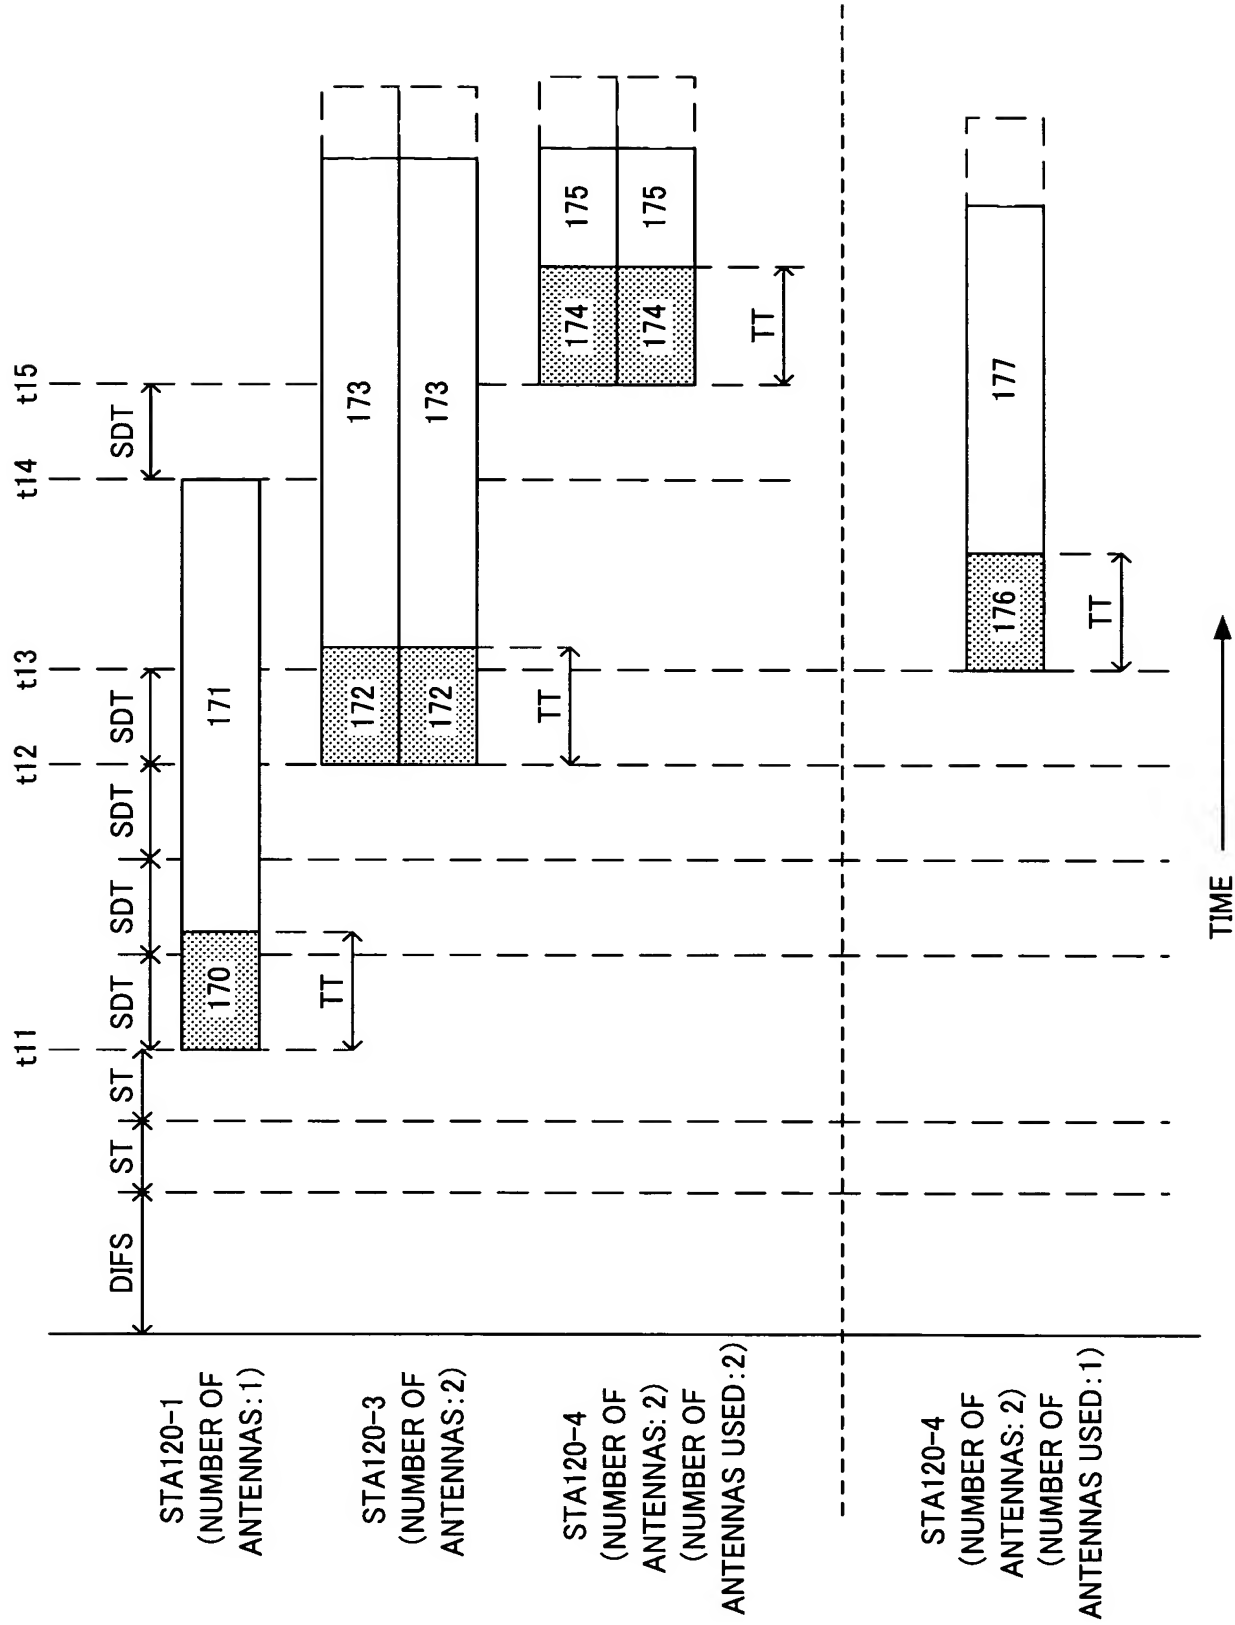 t11
t12
t13
t14
t15
DIFS
ST
ST
SDT
SDT
SDT
SDT
SDT
STA120-1
(NUMBER OF
ANTENNAS:1)
170
171
TT
STA120-3
(NUMBER OF
ANTENNAS:2)
172
173
172
173
TT
STA120-4
(NUMBER OF
ANTENNAS: 2)
(NUMBER OF
ANTENNAS USED:2)
174
175
174
175
TT
STA120-4
(NUMBER OF
ANTENNAS: 2)
(NUMBER OF
ANTENNAS USED:1)
176
177
TT
TIME